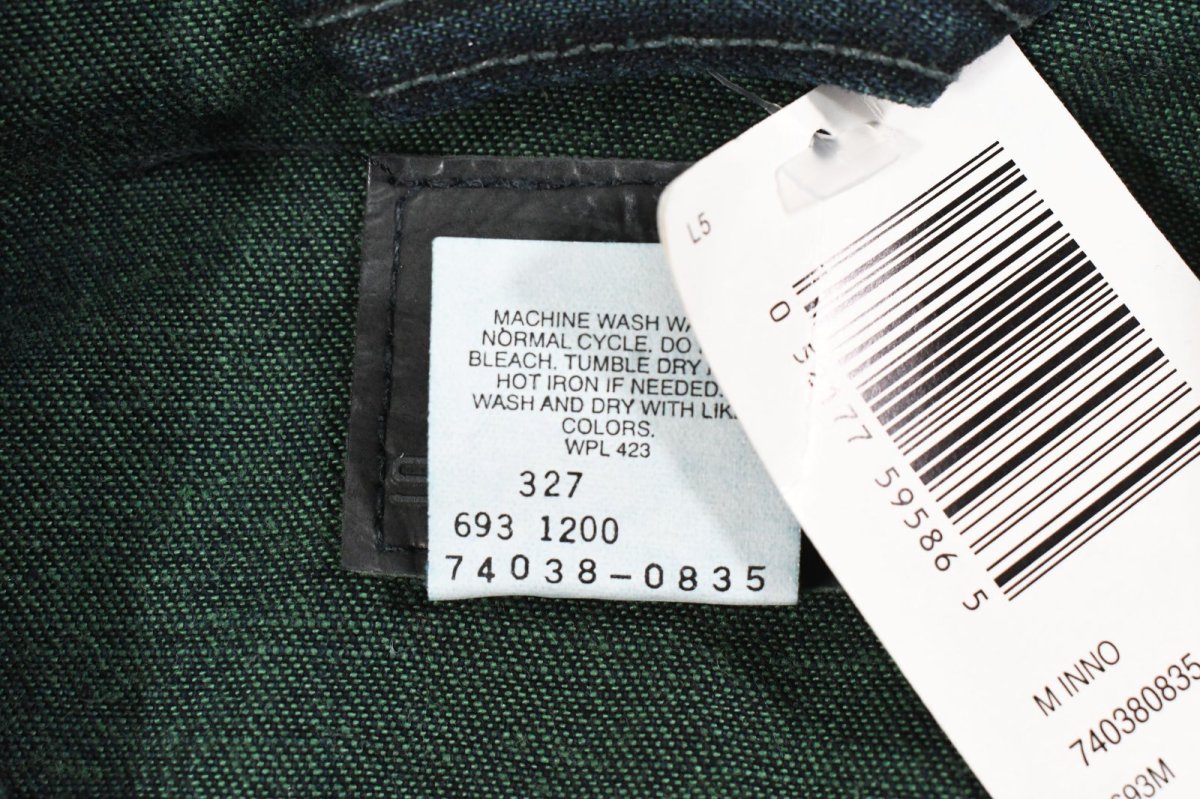 MACHINE WASH WA
NORMAL CYCLE. DO
BLEACH. TUMBLE DRY
HOT IRON IF NEEDED.
WASH AND DRY WITH LIK
COLORS.
WPL 423
327
693 1200
74038-0835
L5
0
77 59586 5
M INNO
740380835
693M